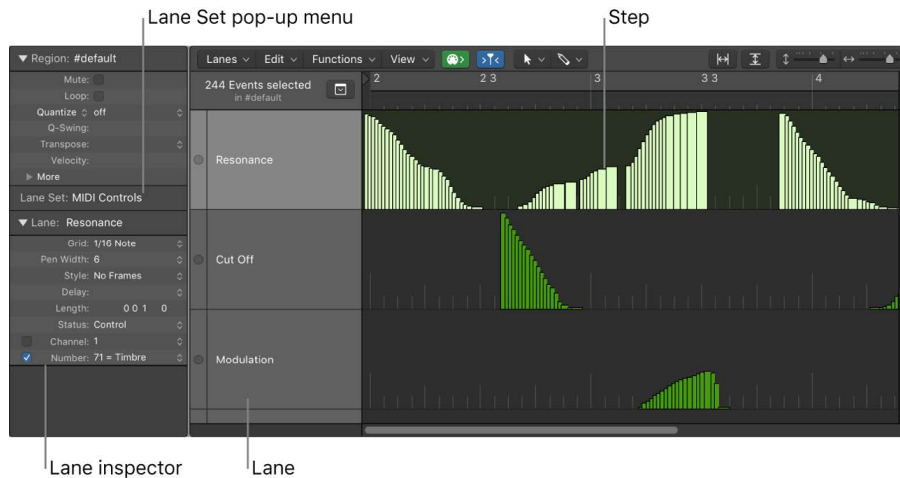 Lane Set pop-up menu
Step
Region: #default
Mute:
Loop:
Quantize off
Q-Swing:
Transpose:
Velocity:
More
Lane Set: MIDI Controls
Lane: Resonance
Grid: 1/16 Note
Pen Width: 6
Style: No Frames
Delay:
Length: 0 0 1 0
Status: Control
Channel: 1
Number: 71 = Timbre
Lanes Edit Functions View
244 Events selected
in #default
2 2 3 3 3 3 4
Resonance
Cut Off
Modulation
Lane inspector
Lane